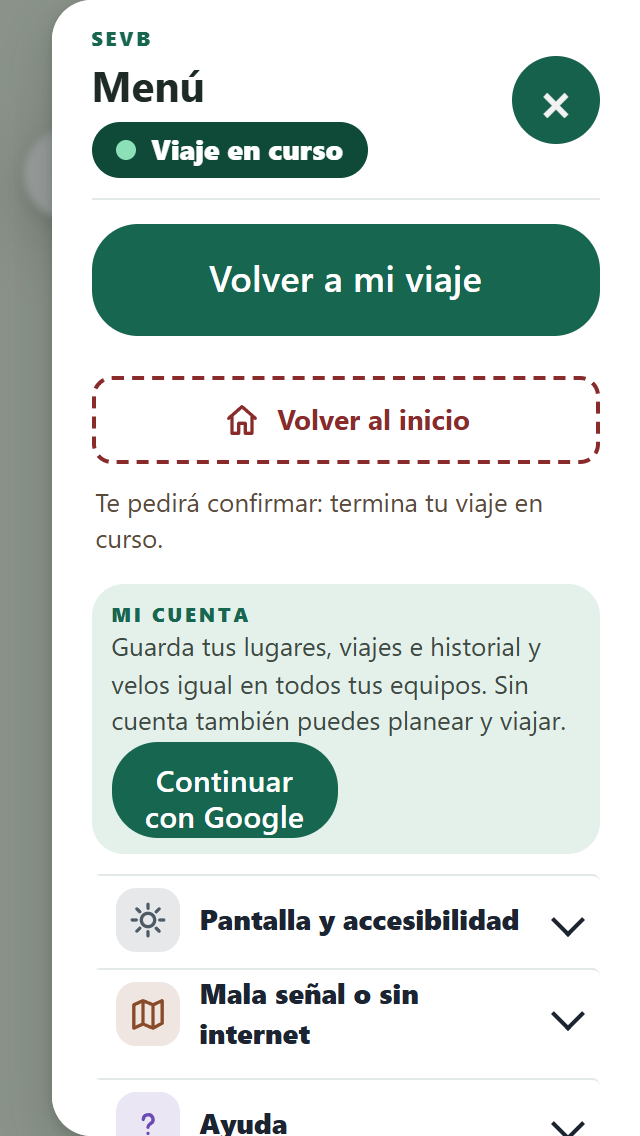 SEVB
Menú
Viaje en curso
Volver a mi viaje
Volver al inicio
Te pedirá confirmar: termina tu viaje en
curso.
MI CUENTA
Guarda tus lugares, viajes e historial y
velos igual en todos tus equipos. Sin
cuenta también puedes planear y viajar.
Continuar
con Google
Pantalla y accesibilidad
Mala señal o sin
internet
Ayuda